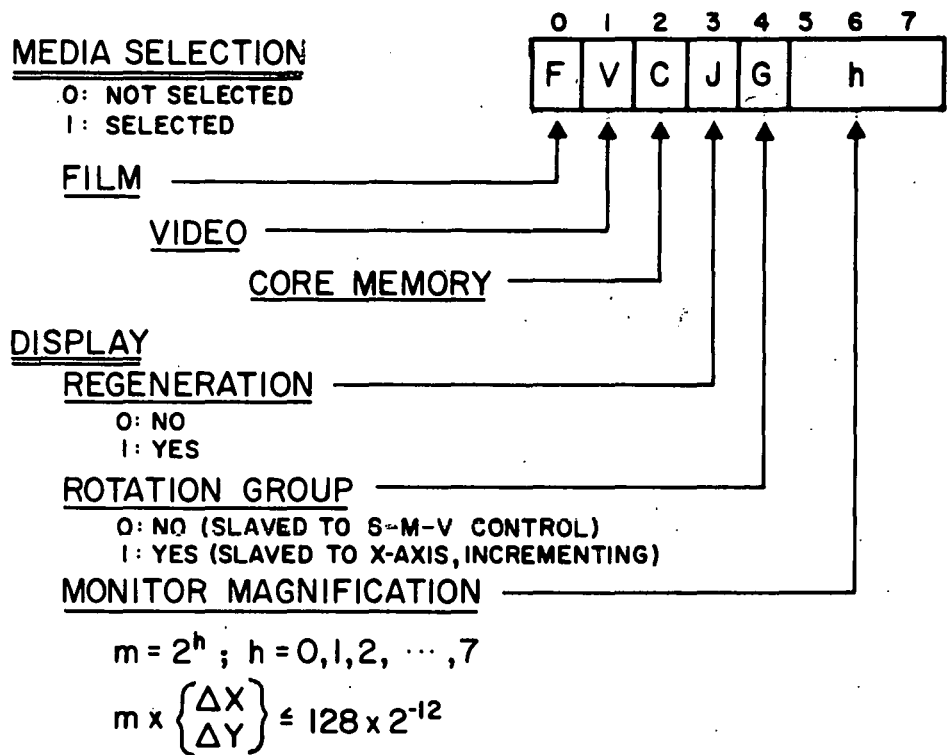 0 1 2 3 4 5 6 7
F V C J G h
MEDIA SELECTION
0: NOT SELECTED
1: SELECTED
FILM
VIDEO
CORE MEMORY
DISPLAY
REGENERATION
0: NO
1: YES
ROTATION GROUP
0: NO (SLAVED TO S-M-V CONTROL)
1: YES (SLAVED TO X-AXIS, INCREMENTING)
MONITOR MAGNIFICATION
m = 2^h ; h = 0,1,2, ··· ,7
m x {ΔX ΔY} ≤ 128 x 2^-12